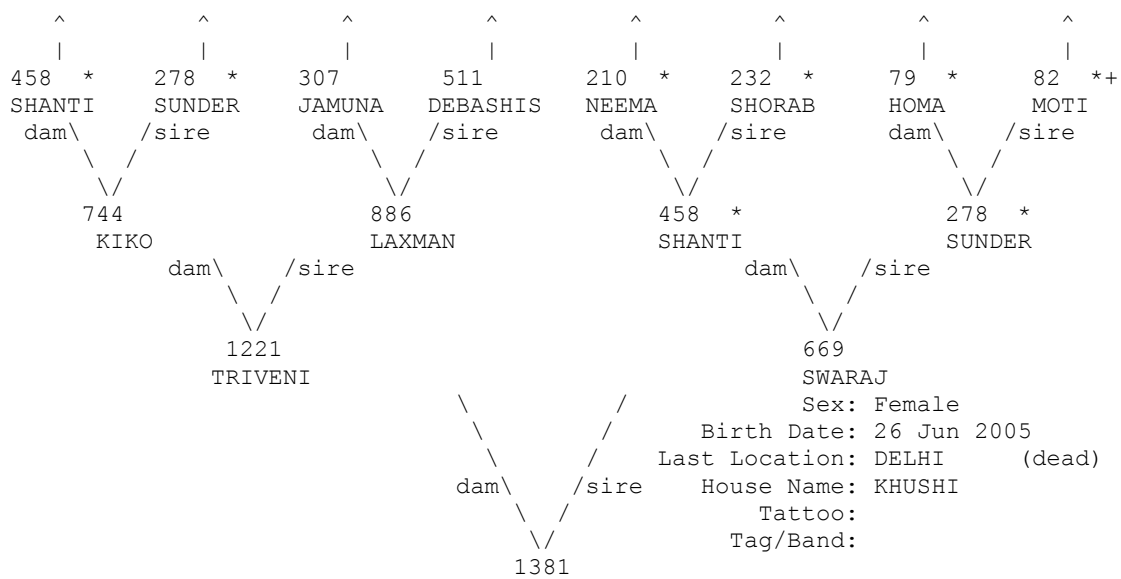 ^ ^ ^ ^ ^ ^ ^ ^
| | | | | | | |
458 * 278 * 307 511 210 * 232 * 79 * 82 *+
SHANTI SUNDER JAMUNA DEBASHIS NEEMA SHORAB HOMA MOTI
dam\ /sire dam\ /sire dam\ /sire dam\ /sire
\ / \ / \ / \ /
\/ \/ \/ \/
744 886 458 * 278 *
KIKO LAXMAN SHANTI SUNDER
dam\ /sire dam\ /sire
\ / \ /
\/ \/
1221 669
TRIVENI SWARAJ
\ / Sex: Female
\ / Birth Date: 26 Jun 2005
\ / Last Location: DELHI (dead)
dam\ /sire House Name: KHUSHI
\ / Tattoo:
\/ Tag/Band:
1381